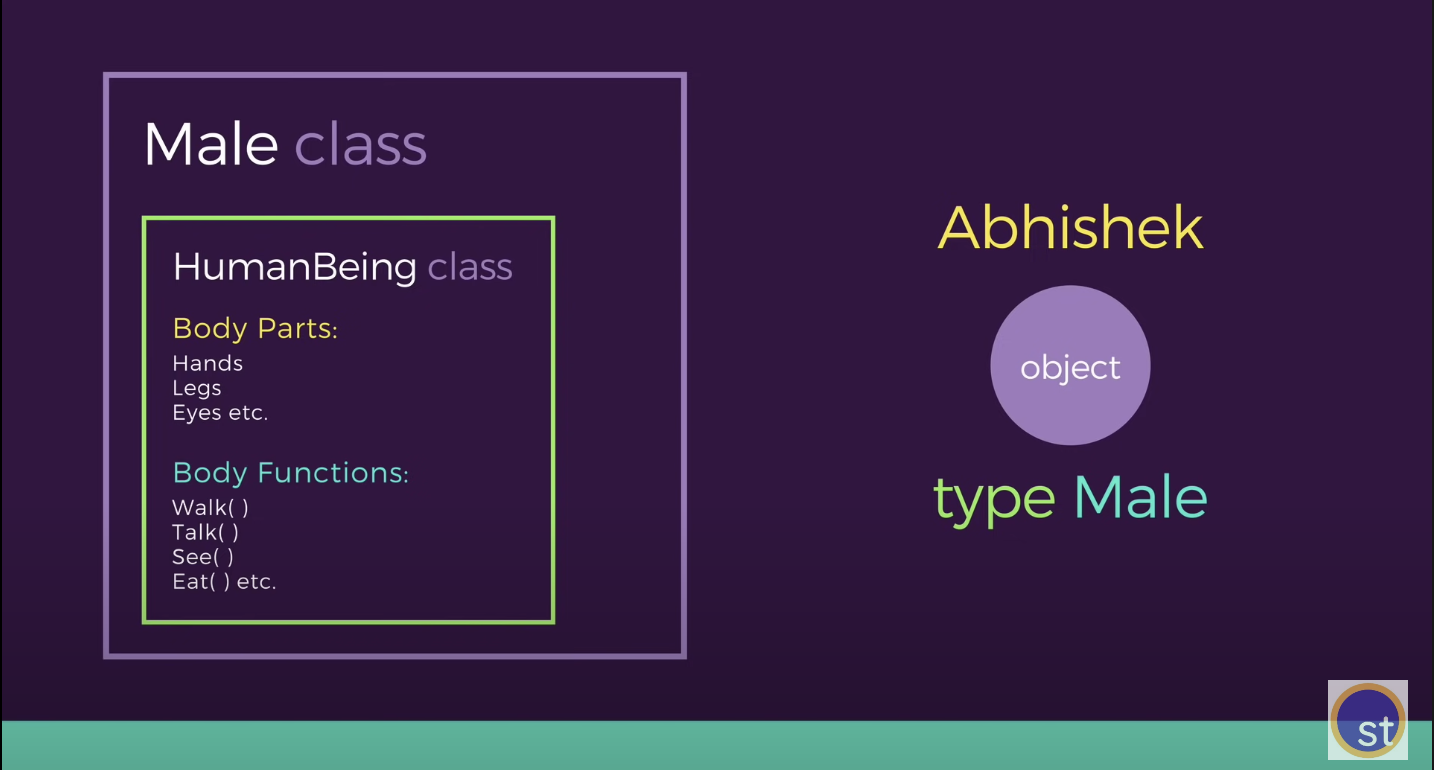 Male class
HumanBeing class
Body Parts:
Hands
Legs
Eyes etc.
Body Functions:
Walk( )
Talk( )
See( )
Eat( ) etc.
Abhishek
object
type Male
st